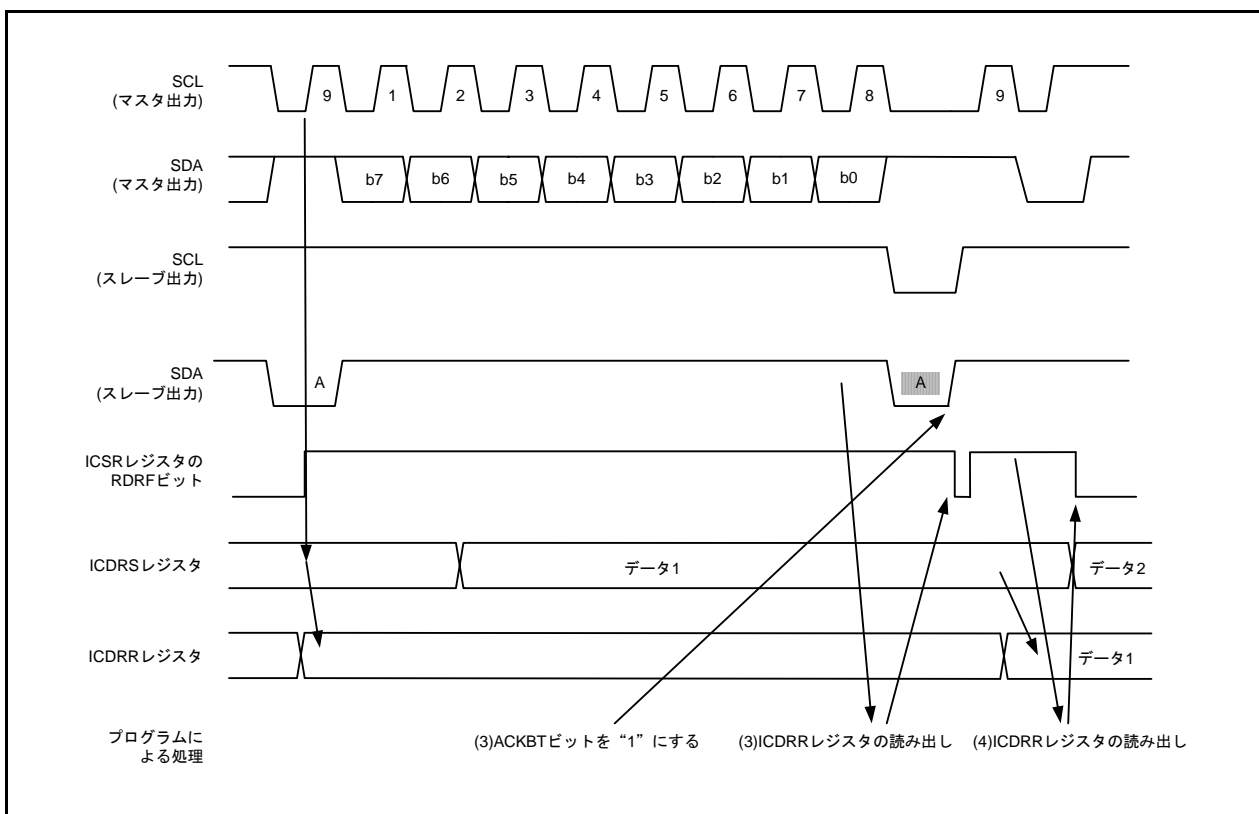 SCL
(マスタ出力)
9 1 2 3 4 5 6 7 8 9
SDA
(マスタ出力)
b7 b6 b5 b4 b3 b2 b1 b0
SCL
(スレーブ出力)
SDA
(スレーブ出力)
A A
ICSRレジスタの
RDRFビット
ICDRSレジスタ
データ1 データ2
ICDRRレジスタ
データ1
プログラムに
よる処理
(3)ACKBTビットを“1”にする (3)ICDRRレジスタの読み出し (4)ICDRRレジスタの読み出し